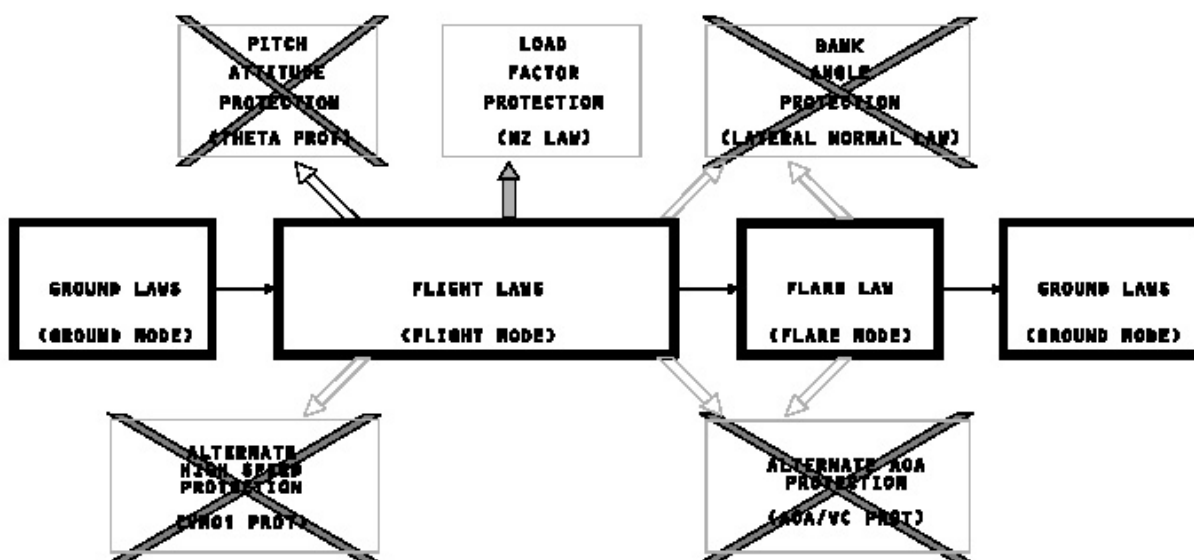 PITCH
ATTITUDE
PROTECTION
(THETA PROT)
LOAD
FACTOR
PROTECTION
(NZ LAW)
BANK
ANGLE
PROTECTION
(LATERAL NORMAL LAW)
GROUND LAWS
(GROUND MODE)
FLIGHT LAWS
(FLIGHT MODE)
FLARE LAW
(FLARE MODE)
GROUND LAWS
(GROUND MODE)
ALTERNATE
HIGH SPEED
PROTECTION
(VMO1 PROT)
ALTERNATE AOA
PROTECTION
(AOA/VC PROT)